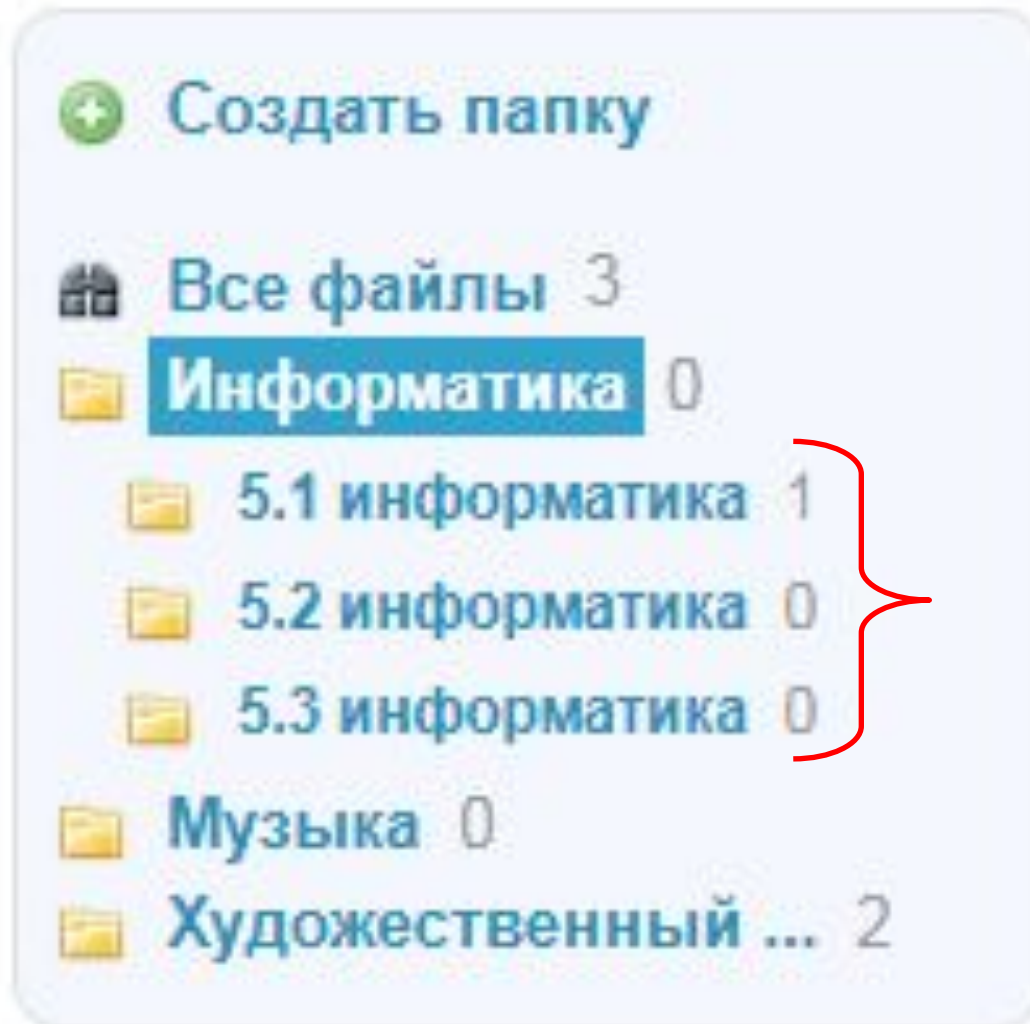 Создать папку
Все файлы 3
Информатика 0
5.1 информатика 1
5.2 информатика 0
5.3 информатика 0
Музыка 0
Художественный ... 2